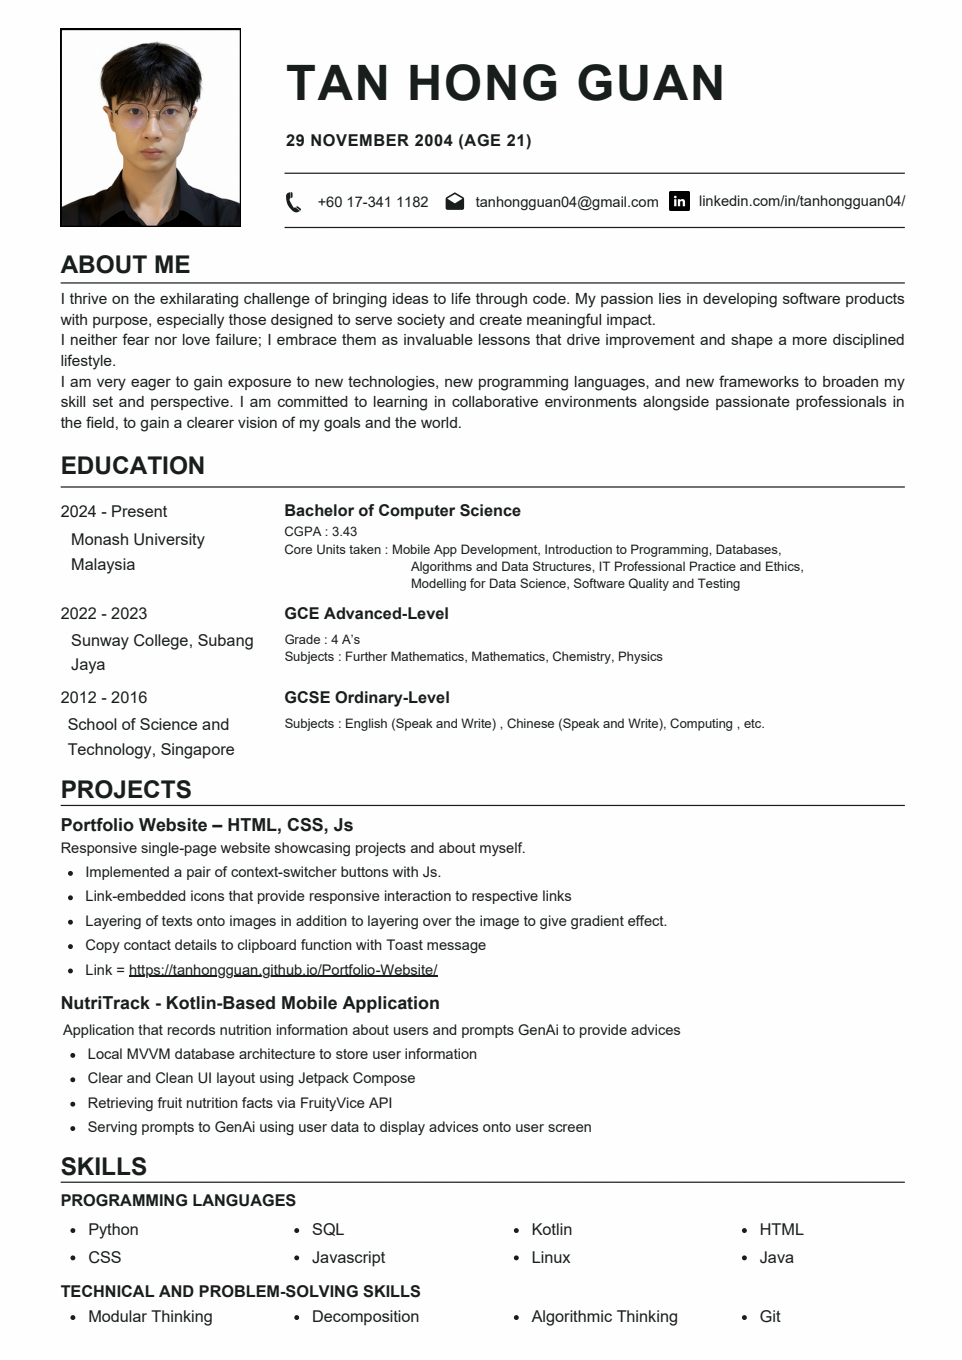 TAN HONG GUAN
29 NOVEMBER 2004 (AGE 21)
+60 17-341 1182 tanhongguan04@gmail.com in linkedin.com/in/tanhongguan04/
ABOUT ME
I thrive on the exhilarating challenge of bringing ideas to life through code. My passion lies in developing software products
with purpose, especially those designed to serve society and create meaningful impact.
I neither fear nor love failure; I embrace them as invaluable lessons that drive improvement and shape a more disciplined
lifestyle.
I am very eager to gain exposure to new technologies, new programming languages, and new frameworks to broaden my
skill set and perspective. I am committed to learning in collaborative environments alongside passionate professionals in
the field, to gain a clearer vision of my goals and the world.
EDUCATION
2024 - Present
Monash University
Malaysia
Bachelor of Computer Science
CGPA : 3.43
Core Units taken : Mobile App Development, Introduction to Programming, Databases,
Algorithms and Data Structures, IT Professional Practice and Ethics,
Modelling for Data Science, Software Quality and Testing
2022 - 2023
Sunway College, Subang
Jaya
GCE Advanced-Level
Grade : 4 A’s
Subjects : Further Mathematics, Mathematics, Chemistry, Physics
2012 - 2016
School of Science and
Technology, Singapore
GCSE Ordinary-Level
Subjects : English (Speak and Write) , Chinese (Speak and Write), Computing , etc.
PROJECTS
Portfolio Website – HTML, CSS, Js
Responsive single-page website showcasing projects and about myself.
• Implemented a pair of context-switcher buttons with Js.
• Link-embedded icons that provide responsive interaction to respective links
• Layering of texts onto images in addition to layering over the image to give gradient effect.
• Copy contact details to clipboard function with Toast message
• Link = https://tanhongguan.github.io/Portfolio-Website/
NutriTrack - Kotlin-Based Mobile Application
Application that records nutrition information about users and prompts GenAi to provide advices
• Local MVVM database architecture to store user information
• Clear and Clean UI layout using Jetpack Compose
• Retrieving fruit nutrition facts via FruityVice API
• Serving prompts to GenAi using user data to display advices onto user screen
SKILLS
PROGRAMMING LANGUAGES
• Python • SQL • Kotlin • HTML
• CSS • Javascript • Linux • Java
TECHNICAL AND PROBLEM-SOLVING SKILLS
• Modular Thinking • Decomposition • Algorithmic Thinking • Git